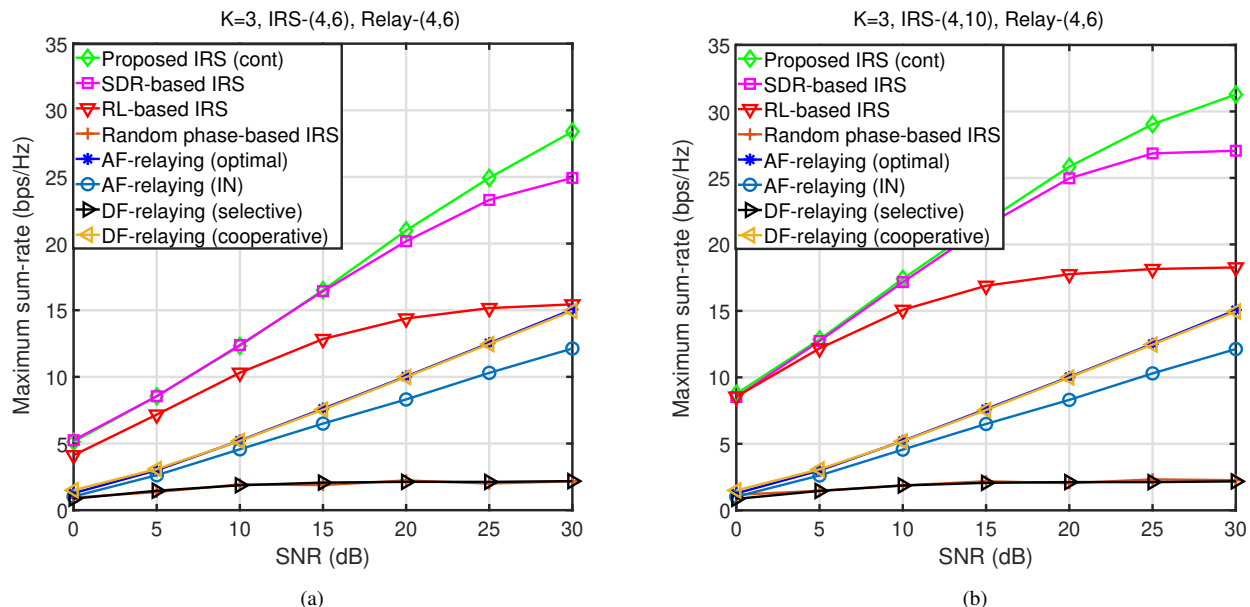 K=3, IRS-(4,6), Relay-(4,6)
35
30
25
20
15
10
5
0
Maximum sum-rate (bps/Hz)
Proposed IRS (cont)
SDR-based IRS
RL-based IRS
Random phase-based IRS
AF-relaying (optimal)
AF-relaying (IN)
DF-relaying (selective)
DF-relaying (cooperative)
0 5 10 15 20 25 30
SNR (dB)
(a)
K=3, IRS-(4,10), Relay-(4,6)
35
30
25
20
15
10
5
0
Maximum sum-rate (bps/Hz)
Proposed IRS (cont)
SDR-based IRS
RL-based IRS
Random phase-based IRS
AF-relaying (optimal)
AF-relaying (IN)
DF-relaying (selective)
DF-relaying (cooperative)
0 5 10 15 20 25 30
SNR (dB)
(b)